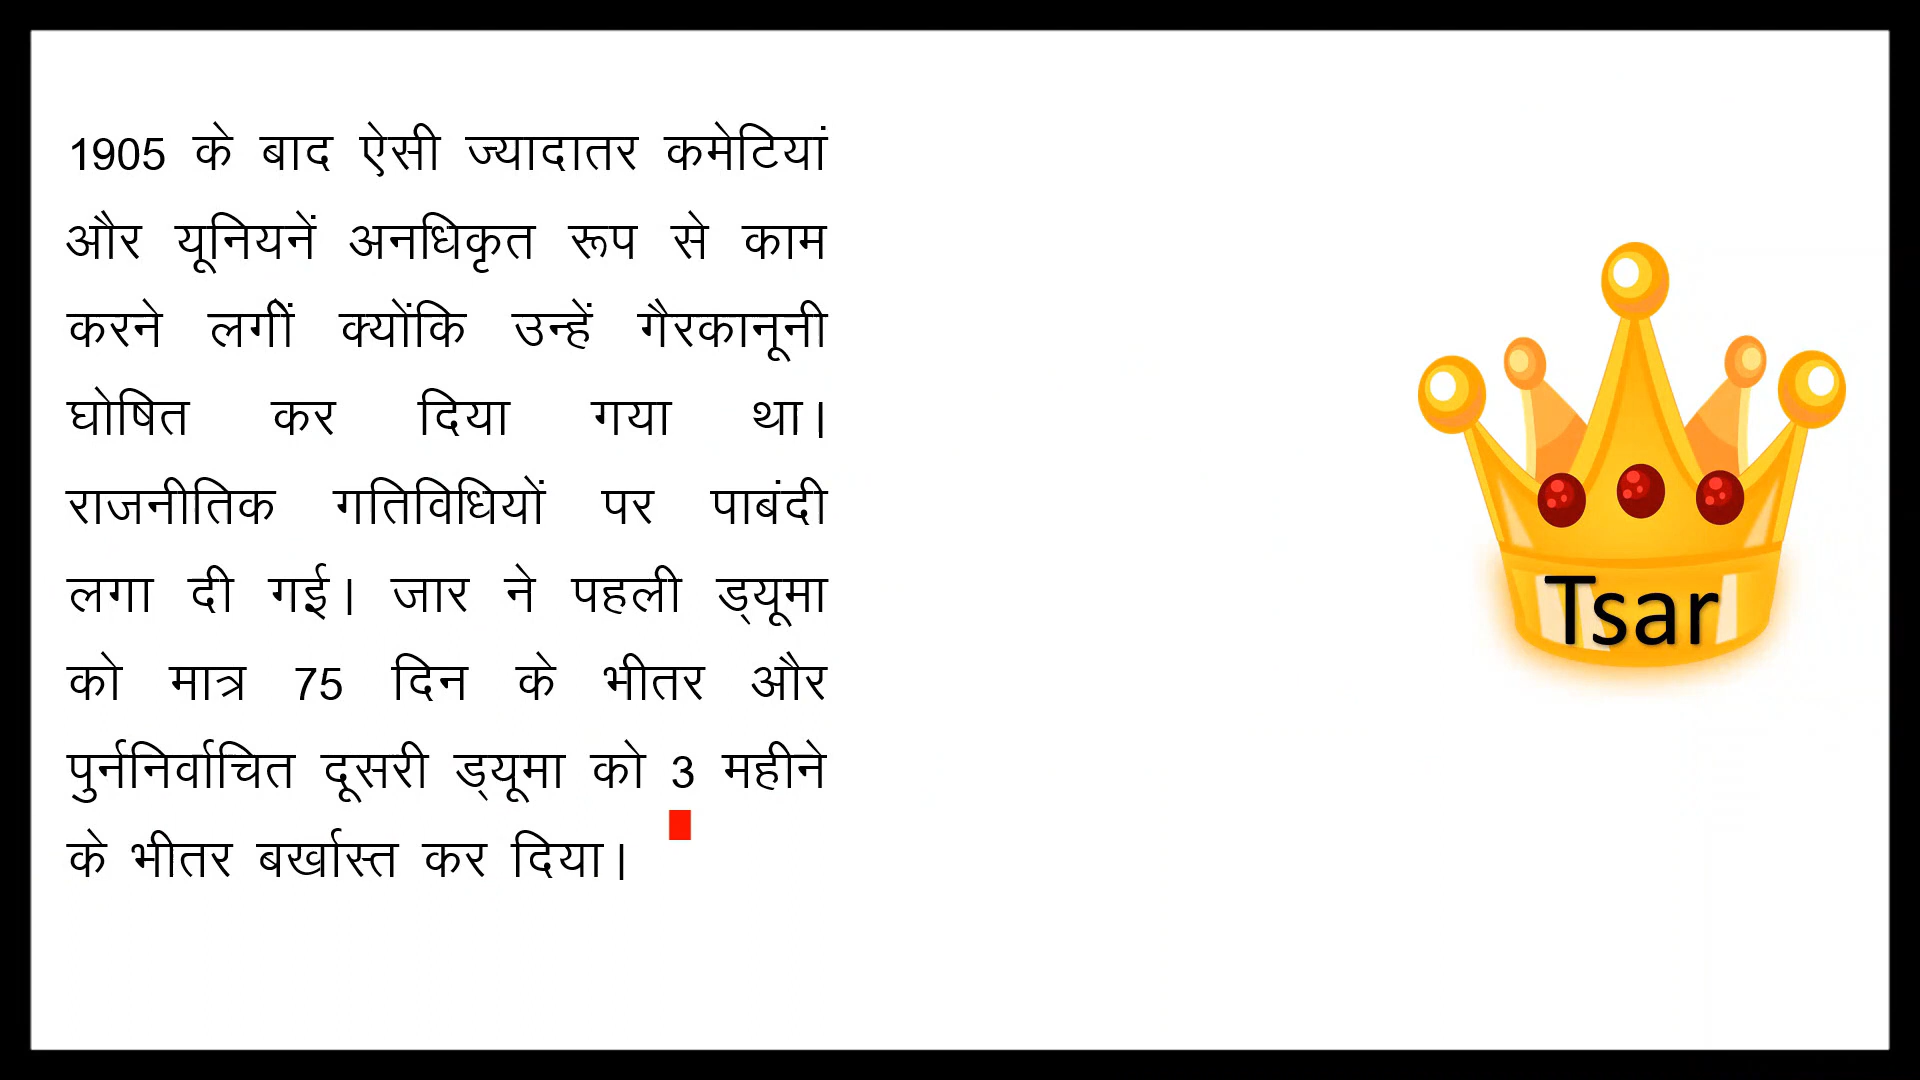 1905 के बाद ऐसी ज्यादातर कमेटियां
और यूनियनें अनधिकृत रूप से काम
करने लगीं क्योंकि उन्हें गैरकानूनी
घोषित कर दिया गया था।
राजनीतिक गतिविधियों पर पाबंदी
लगा दी गई। जार ने पहली ड्यूमा
को मात्र 75 दिन के भीतर और
पुर्ननिर्वाचित दूसरी ड्यूमा को 3 महीने
के भीतर बर्खास्त कर दिया।
Tsar